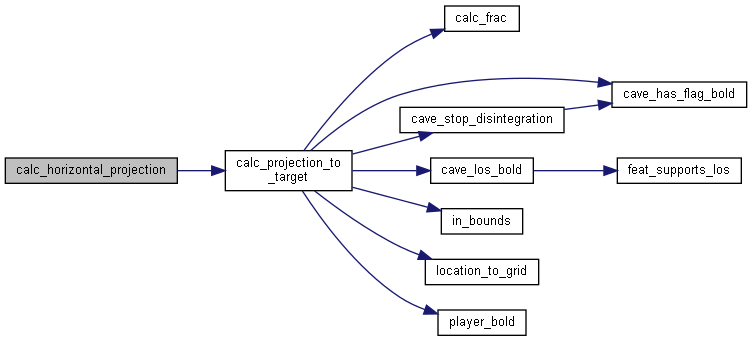 calc_frac
cave_has_flag_bold
cave_stop_disintegration
calc_horizontal_projection
calc_projection_to
_target
cave_los_bold
feat_supports_los
in_bounds
location_to_grid
player_bold